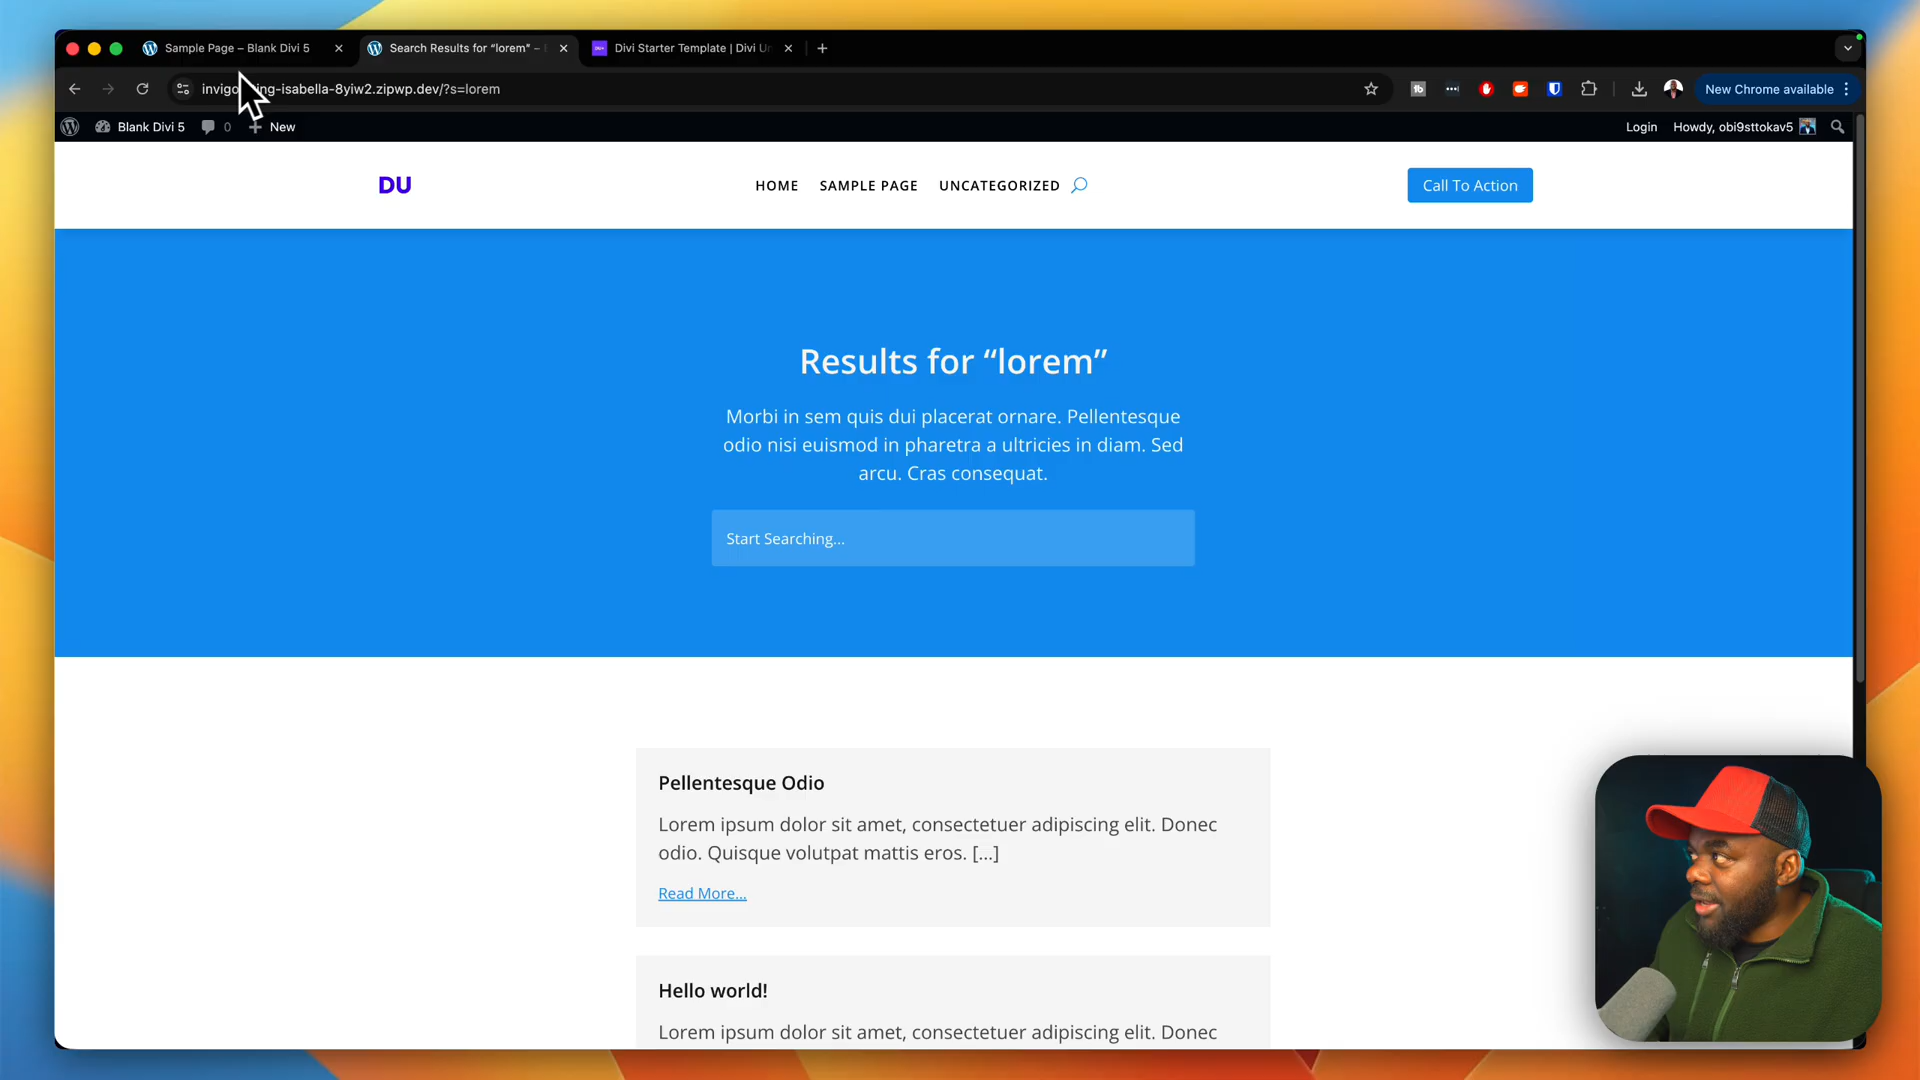 Sample Page – Blank Divi 5
Search Results for “lorem” –
Divi Starter Template | Divi
-isabella-8yiw2.zipwp.dev/?s=lorem
New Chrome available
Blank Divi 5
0
New
Login
Howdy, obi9sttokav5
DU
HOME
SAMPLE PAGE
UNCATEGORIZED
Call To Action
Results for “lorem”
Morbi in sem quis dui placerat ornare. Pellentesque
odio nisi euismod in pharetra a ultricies in diam. Sed
arcu. Cras consequat.
Start Searching...
Pellentesque Odio
Lorem ipsum dolor sit amet, consectetuer adipiscing elit. Donec
odio. Quisque volutpat mattis eros. [...]
Read More...
Hello world!
Lorem ipsum dolor sit amet, consectetuer adipiscing elit. Donec